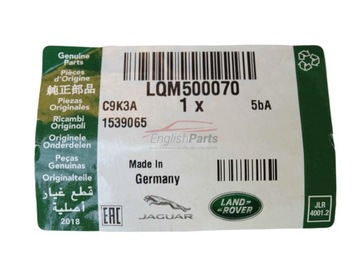 Genuine Parts
Pièces d'Origine
純正部品
Piezas Originales
Ricambi Originali
Originele Onderdelen
Peças Genuinas
Originalteile
قطع غيار أصلية
2018
LQM500070
C9K3A
1 x
5bA
1539065
EnglishParts
Made In
Germany
EAC
JAGUAR
LAND ROVER
JLR
4001.2